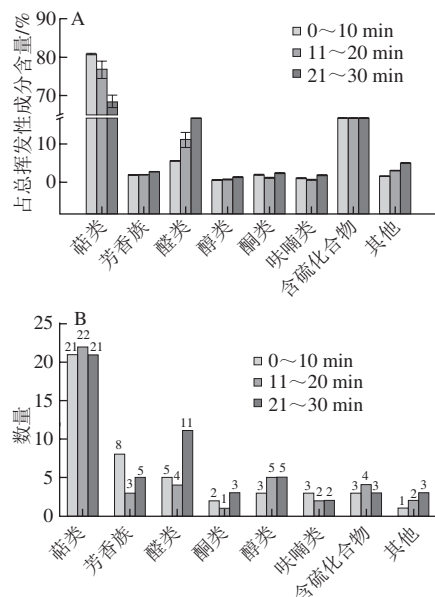 A
占总挥发性成分含量/%
80
70
60
10
0
0～10 min
11～20 min
21～30 min
萜类
芳香族
醛类
醇类
酮类
呋喃类
含硫化合物
其他
B
数量
25
20
15
10
5
0
0～10 min
11～20 min
21～30 min
21 22 21
8 3 5
5 4 11
2 1 3
3 5 5
3 2 2
3 4 3
1 2 3
萜类
芳香族
醛类
酮类
醇类
呋喃类
含硫化合物
其他